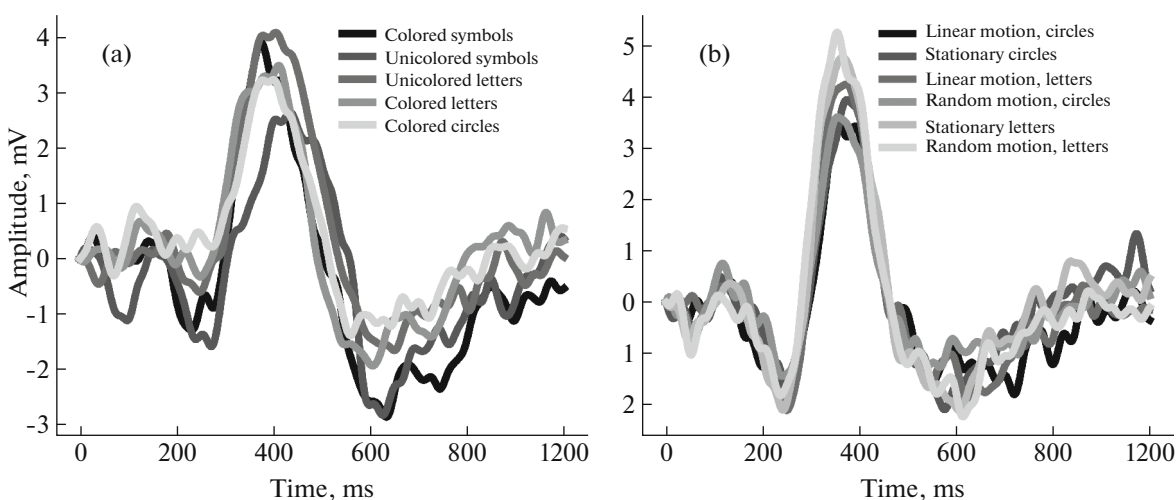 (a)
Colored symbols
Unicolored symbols
Unicolored letters
Colored letters
Colored circles
Amplitude, mV
4
3
2
1
0
-1
-2
-3
0
200
400
600
800
1000
1200
Time, ms
(b)
Linear motion, circles
Stationary circles
Linear motion, letters
Random motion, circles
Stationary letters
Random motion, letters
5
4
3
2
1
0
1
2
0
200
400
600
800
1000
1200
Time, ms